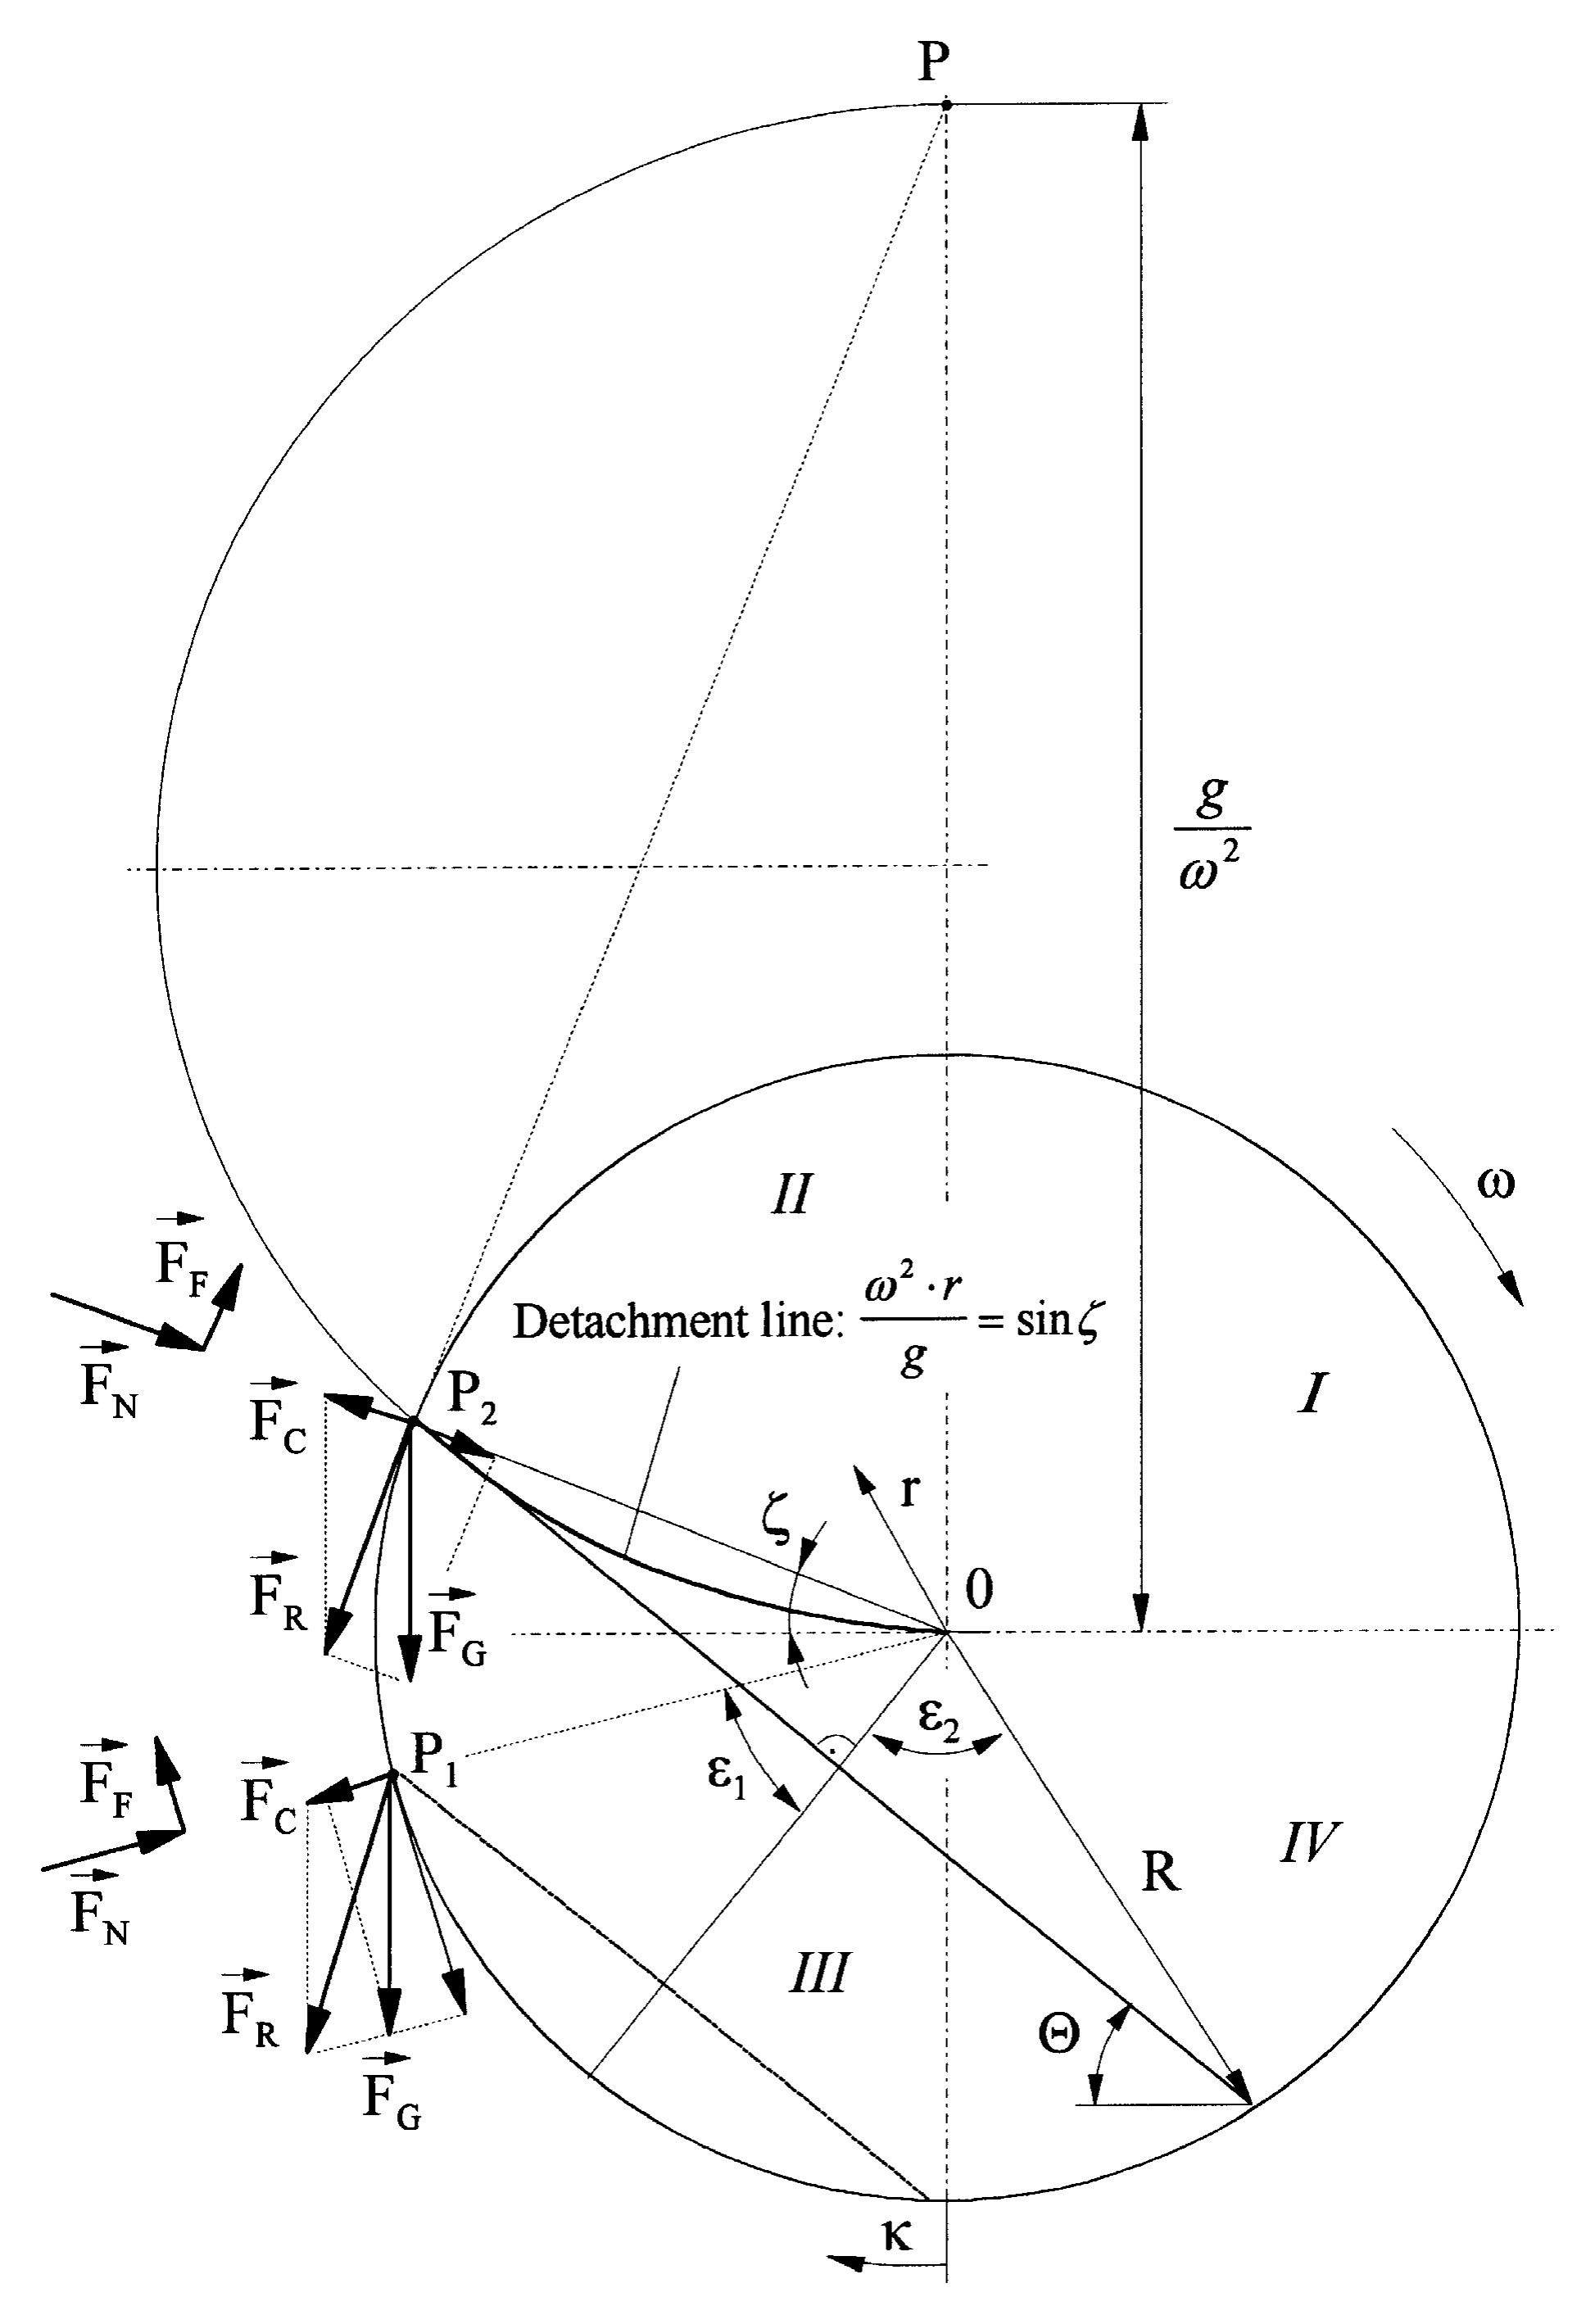 P
g
ω²
II
ω
F_F
Detachment line: ω² · r / g = sin ζ
F_N
P₂
I
F_C
r
ζ
0
F_R
F_G
ε₂
P₁
ε₁
F_F
F_C
IV
R
F_N
III
F_R
Θ
F_G
κ